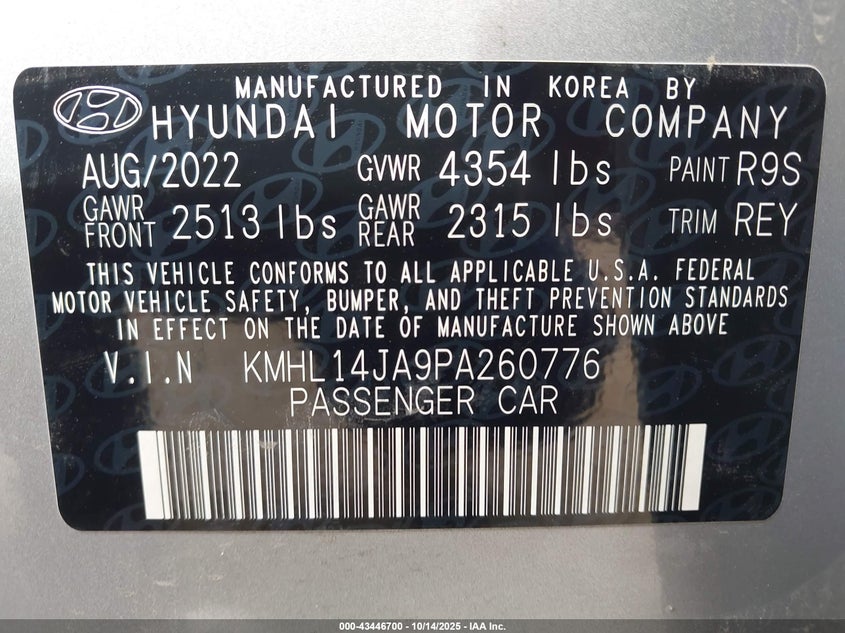 MANUFACTURED IN KOREA BY
HYUNDAI MOTOR COMPANY
AUG/2022 GVWR 4354 lbs PAINT R9S
GAWR FRONT 2513 lbs GAWR REAR 2315 lbs TRIM REY
THIS VEHICLE CONFORMS TO ALL APPLICABLE U.S.A. FEDERAL
MOTOR VEHICLE SAFETY, BUMPER, AND THEFT PREVENTION STANDARDS
IN EFFECT ON THE DATE OF MANUFACTURE SHOWN ABOVE
V.I.N KMHL14JA9PA260776
PASSENGER CAR
000-43446700 - 10/14/2025 - IAA Inc.